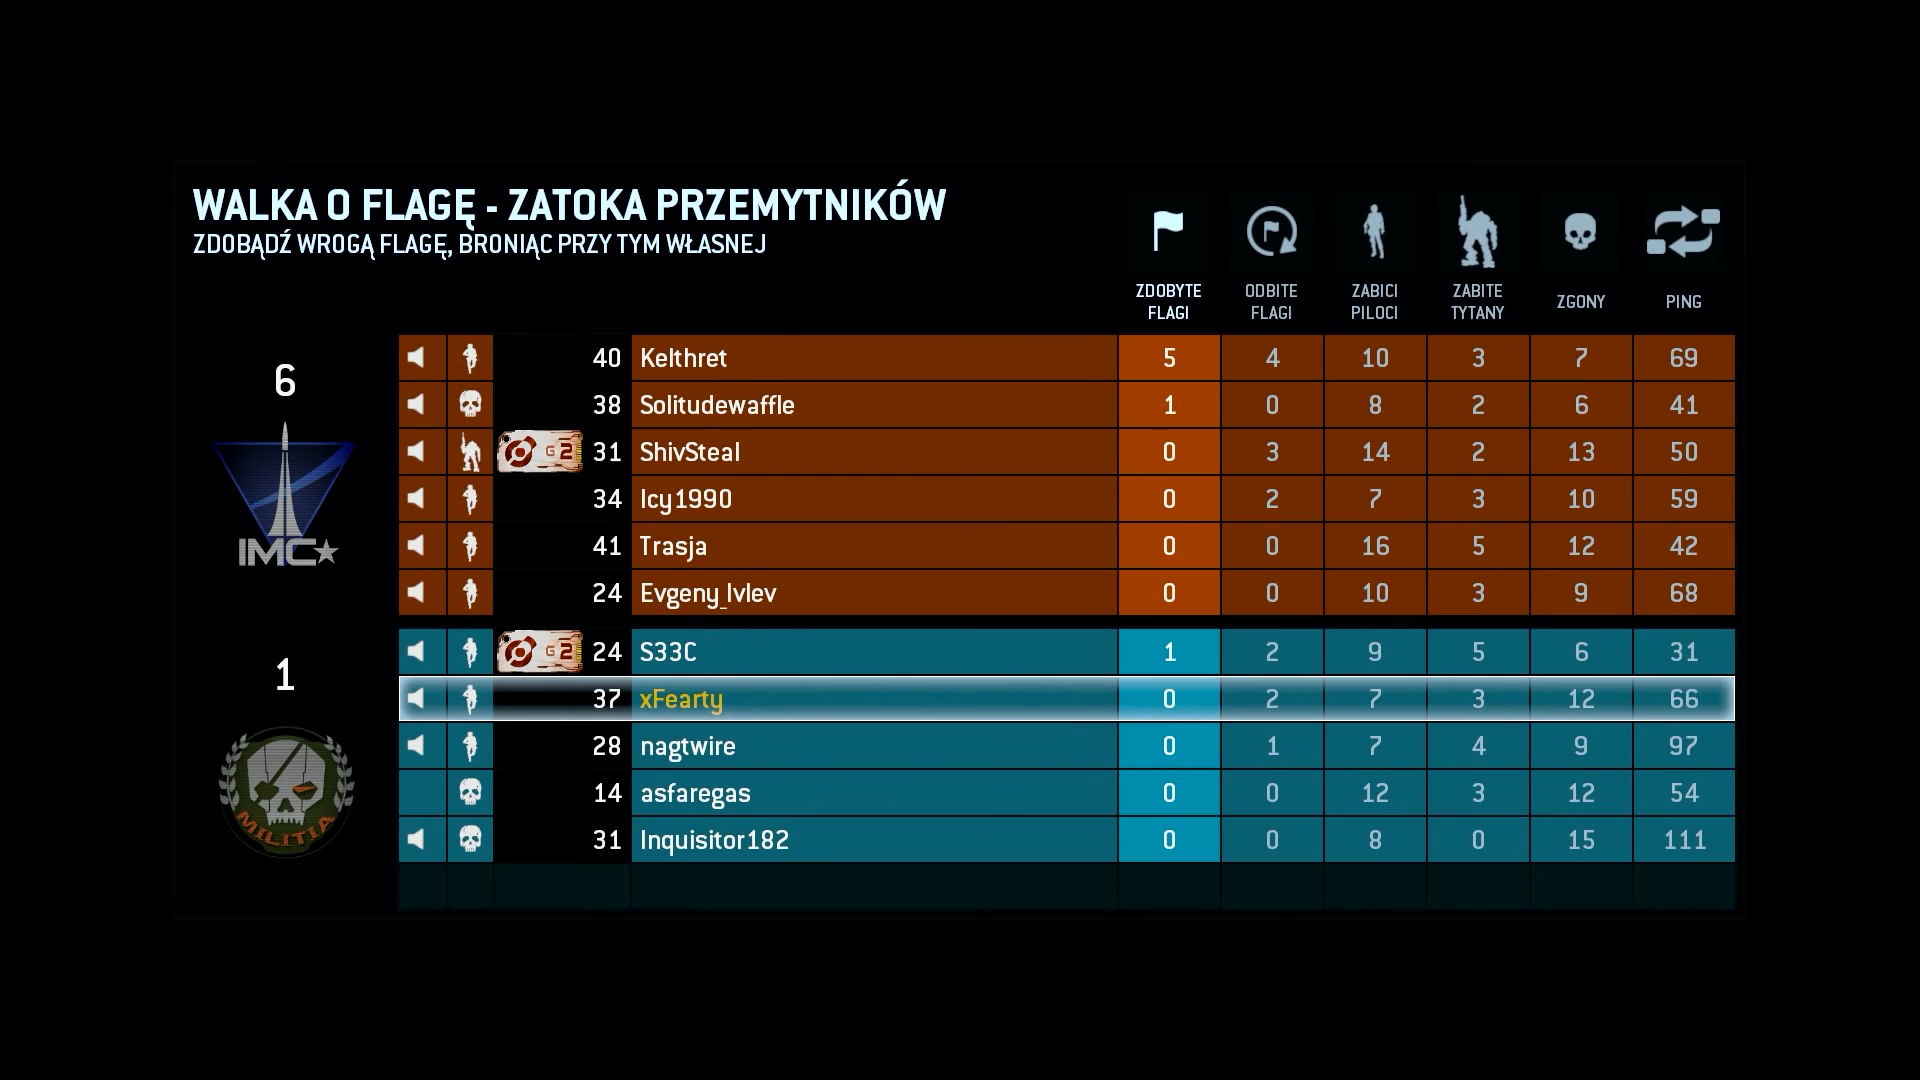 WALKA O FLAGĘ - ZATOKA PRZEMYTNIKÓW
ZDOBĄDŹ WROGĄ FLAGĘ, BRONIĄC PRZY TYM WŁASNEJ
ZDOBYTE FLAGI
ODBITE FLAGI
ZABICI PILOCI
ZABITE TYTANY
ZGONY
PING
6
IMC
40 Kelthret 5 4 10 3 7 69
38 Solitudewaffle 1 0 8 2 6 41
G2 31 ShivSteal 0 3 14 2 13 50
34 Icy1990 0 2 7 3 10 59
41 Trasja 0 0 16 5 12 42
24 Evgeny_Ivlev 0 0 10 3 9 68
1
MILITIA
G2 24 S33C 1 2 9 5 6 31
37 xFearty 0 2 7 3 12 66
28 nagtwire 0 1 7 4 9 97
14 asfaregas 0 0 12 3 12 54
31 Inquisitor182 0 0 8 0 15 111